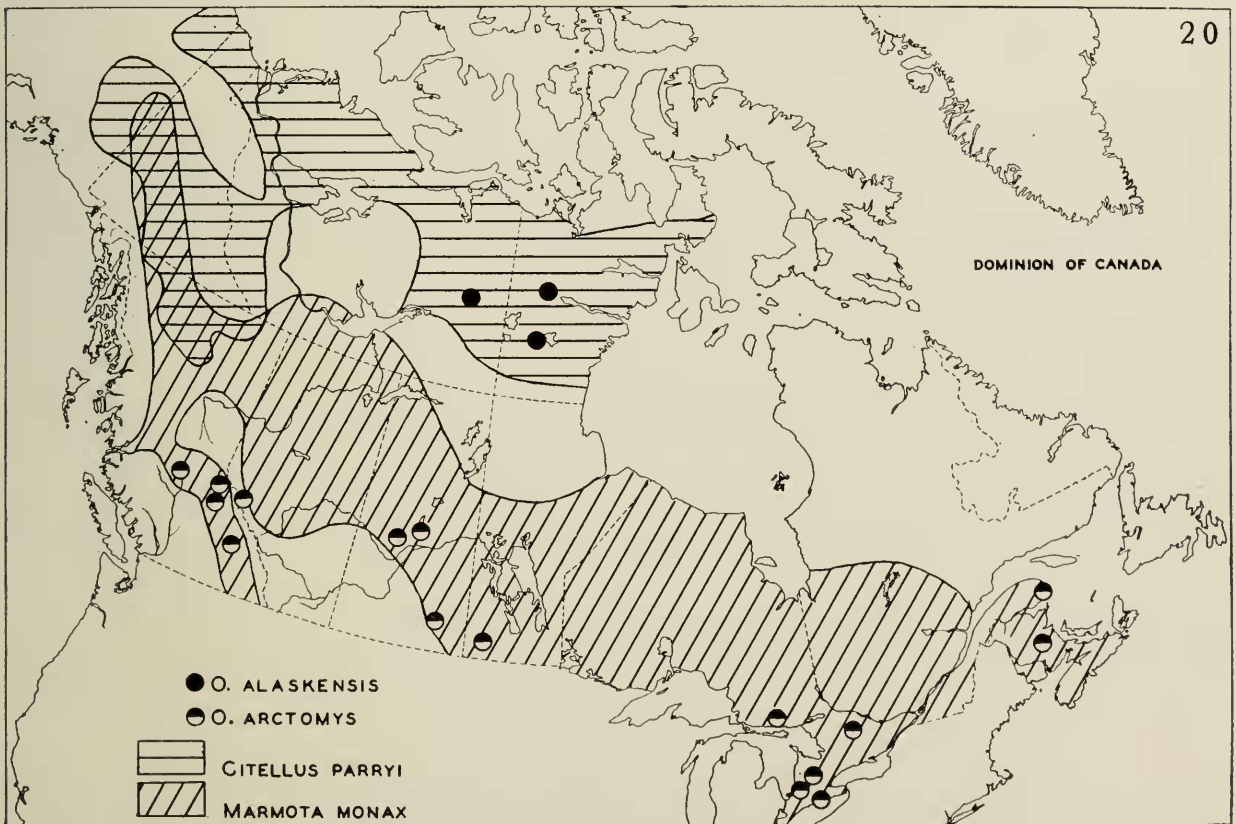 20
DOMINION OF CANADA
O. ALASKENSIS
O. ARCTOMYS
CITELLUS PARRYI
MARMOTA MONAX